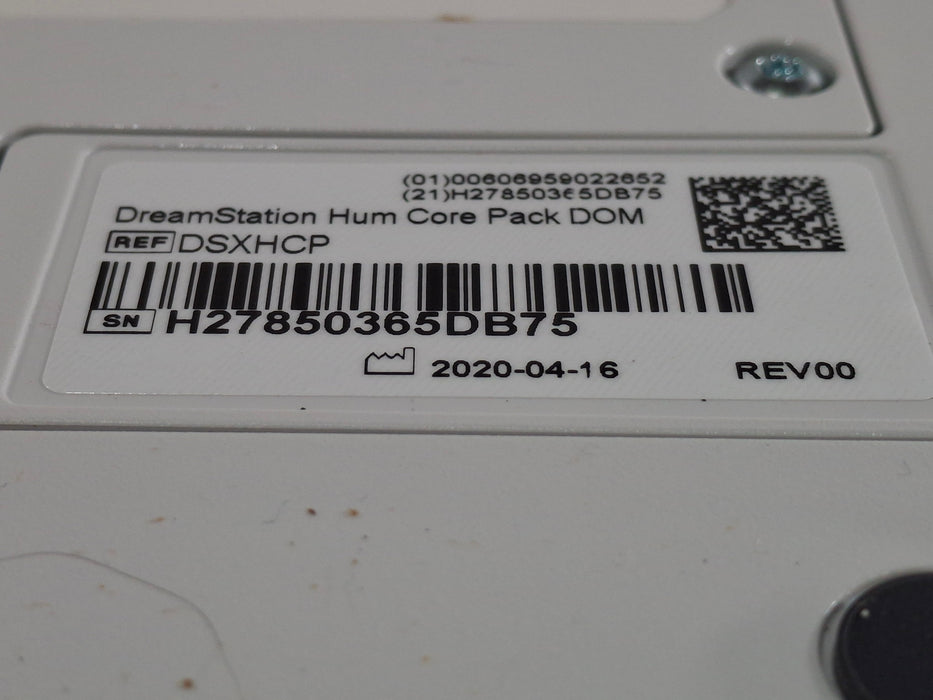 (01)00606959022652
(21)H27850365DB75
DreamStation Hum Core Pack DOM
REF DSXHCP
SN H27850365DB75
2020-04-16 REV00